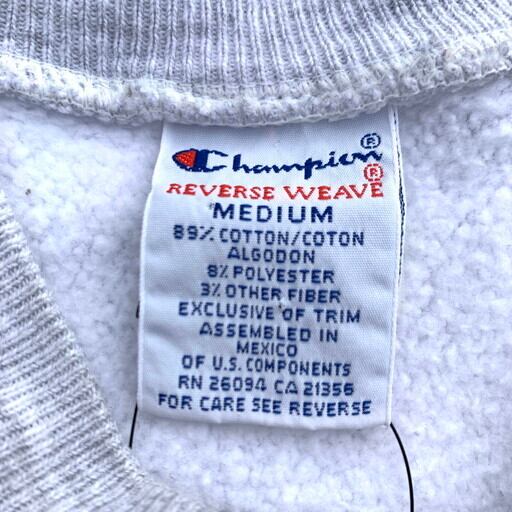 Champion®
REVERSE WEAVE®
MEDIUM
89% COTTON/COTON
ALGODON
8% POLYESTER
3% OTHER FIBER
EXCLUSIVE OF TRIM
ASSEMBLED IN
MEXICO
OF U.S. COMPONENTS
RN 26094 CA 21356
FOR CARE SEE REVERSE